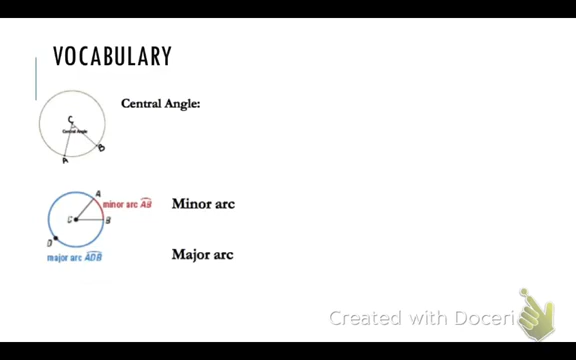 VOCABULARY
Central Angle:
C
Central Angle
A
B
A
minor arc AB
Minor arc
C
B
D
major arc ADB
Major arc
Created with Doceri